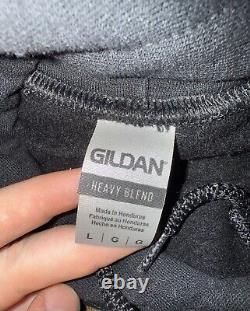 GILDAN
HEAVY BLEND
Made in Honduras
Fabriqué au Honduras
Hecho en Honduras
L G G